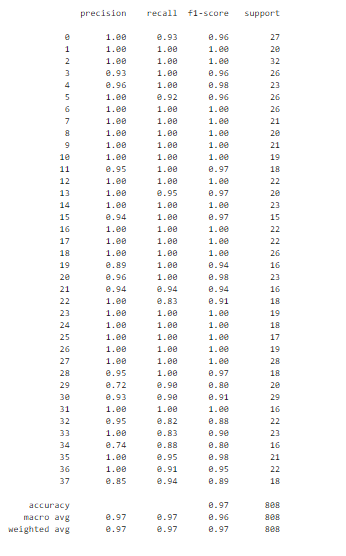 precision recall f1-score support
0 1.00 0.93 0.96 27
1 1.00 1.00 1.00 20
2 1.00 1.00 1.00 32
3 0.93 1.00 0.96 26
4 0.96 1.00 0.98 23
5 1.00 0.92 0.96 26
6 1.00 1.00 1.00 26
7 1.00 1.00 1.00 21
8 1.00 1.00 1.00 20
9 1.00 1.00 1.00 21
10 1.00 1.00 1.00 19
11 0.95 1.00 0.97 18
12 1.00 1.00 1.00 22
13 1.00 0.95 0.97 20
14 1.00 1.00 1.00 23
15 0.94 1.00 0.97 15
16 1.00 1.00 1.00 22
17 1.00 1.00 1.00 22
18 1.00 1.00 1.00 26
19 0.89 1.00 0.94 16
20 0.96 1.00 0.98 23
21 0.94 0.94 0.94 16
22 1.00 0.83 0.91 18
23 1.00 1.00 1.00 19
24 1.00 1.00 1.00 18
25 1.00 1.00 1.00 17
26 1.00 1.00 1.00 19
27 1.00 1.00 1.00 28
28 0.95 1.00 0.97 18
29 0.72 0.90 0.80 20
30 0.93 0.90 0.91 29
31 1.00 1.00 1.00 16
32 0.95 0.82 0.88 22
33 1.00 0.83 0.90 23
34 0.74 0.88 0.80 16
35 1.00 0.95 0.98 21
36 1.00 0.91 0.95 22
37 0.85 0.94 0.89 18
accuracy 0.97 808
macro avg 0.97 0.97 0.96 808
weighted avg 0.97 0.97 0.97 808